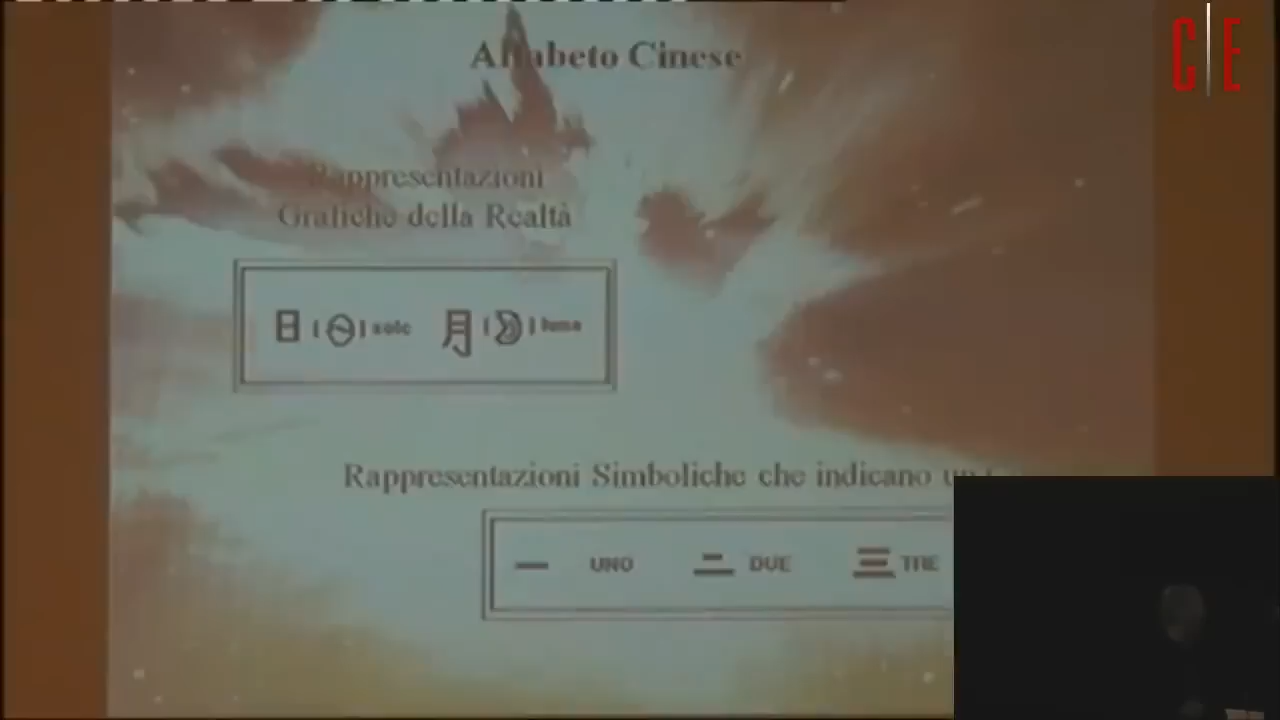 C|E
Alfabeto Cinese
Rappresentazioni
Grafiche della Realtà
日 ( ) sole 月 ( ) luna
Rappresentazioni Simboliche che indicano un
一 UNO 二 DUE 三 TRE